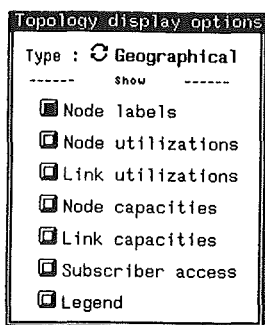 Topology display options
Type : Geographical
------ Show ------
Node labels
Node utilizations
Link utilizations
Node capacities
Link capacities
Subscriber access
Legend